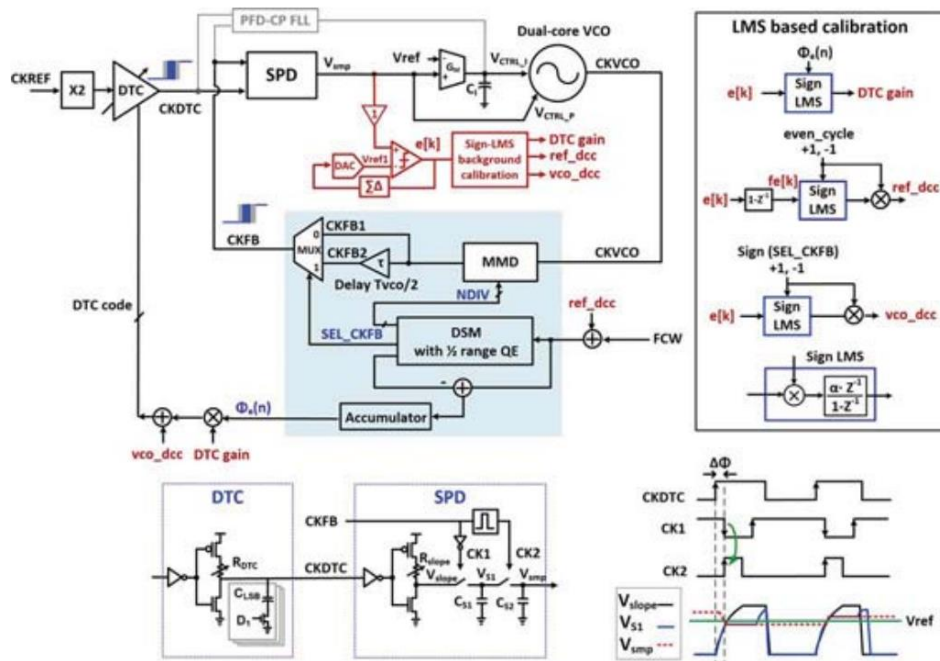 PFD-CP FLL
Dual-core VCO
CKREF
X2
DTC
CKDTC
SPD
Vsmp
Vref
Gm
VCTRL_I
C1
VCTRL_P
CKVCO
1
e[k]
DAC
Vref1
ΣΔ
Sign-LMS background calibration
DTC gain
ref_dcc
vco_dcc
CKFB
MUX
0
1
CKFB1
CKFB2
τ
Delay Tvco/2
MMD
CKVCO
NDIV
DTC code
SEL_CKFB
DSM
with ½ range QE
ref_dcc
FCW
-
Φe(n)
Accumulator
vco_dcc
DTC gain
LMS based calibration
Φe(n)
e[k]
Sign LMS
DTC gain
even_cycle
+1, -1
e[k]
1-Z-1
fe[k]
Sign LMS
ref_dcc
Sign (SEL_CKFB)
+1, -1
e[k]
Sign LMS
vco_dcc
Sign LMS
α· Z-1
1-Z-1
DTC
RDTC
CLSB
CKDTC
SPD
CKFB
Rslope
Vslope
CK1
CK2
VS1
Vsmp
CS1
CS2
ΔΦ
CKDTC
CK1
CK2
Vslope
VS1
Vsmp
Vref